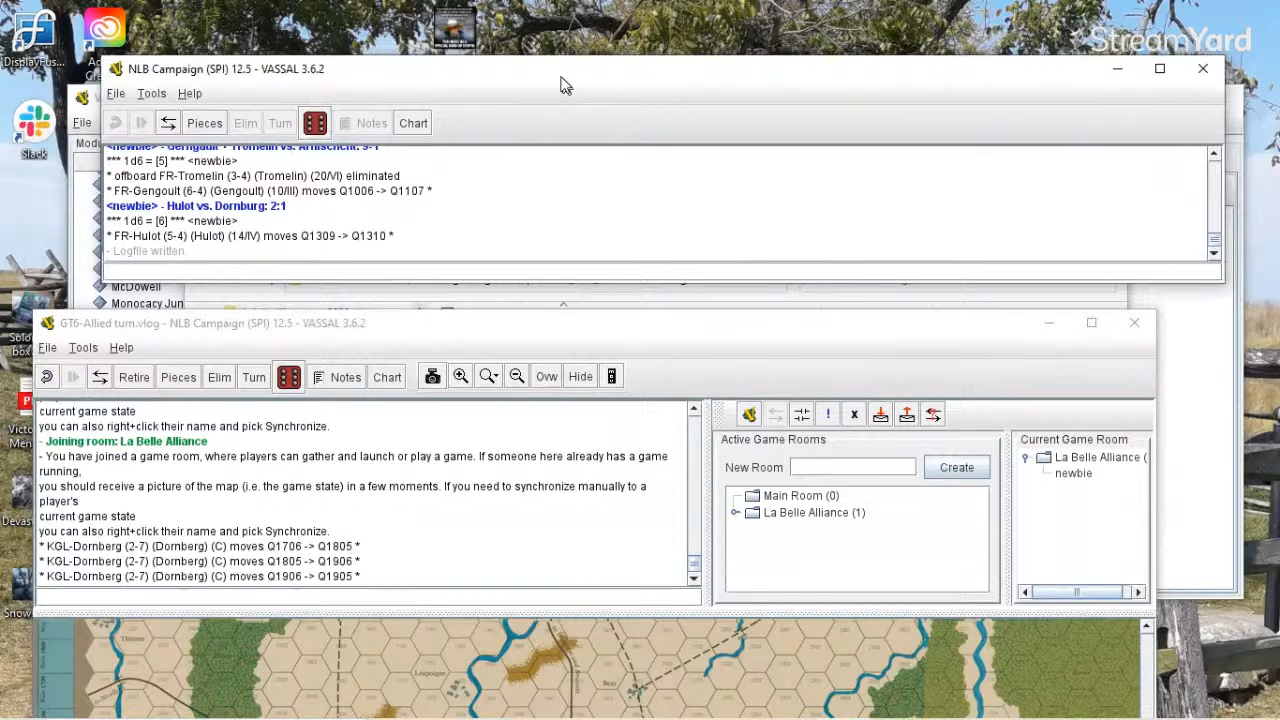 StreamYard
DisplayFus...
Slack
NLB Campaign (SPI) 12.5 - VASSAL 3.6.2
File Tools Help
Pieces Elim Turn Notes Chart
*** 1d6 = [5] *** <newbie>
* offboard FR-Tromelin (3-4) (Tromelin) (20/VI) eliminated
* FR-Gengoult (6-4) (Gengoult) (10/III) moves Q1006 -> Q1107 *
<newbie> - Hulot vs. Dornburg: 2:1
*** 1d6 = [6] *** <newbie>
* FR-Hulot (5-4) (Hulot) (14/IV) moves Q1309 -> Q1310 *
- Logfile written.
File
McDowell
Monocacy Jun
GT6-Allied turn.vlog - NLB Campaign (SPI) 12.5 - VASSAL 3.6.2
File Tools Help
Retire Pieces Elim Turn Notes Chart Ovw Hide
current game state
you can also right+click their name and pick Synchronize.
- Joining room: La Belle Alliance
- You have joined a game room, where players can gather and launch or play a game. If someone here already has a game
running,
you should receive a picture of the map (i.e. the game state) in a few moments. If you need to synchronize manually to a
player's
current game state
you can also right+click their name and pick Synchronize.
* KGL-Dornberg (2-7) (Dornberg) (C) moves Q1706 -> Q1805 *
* KGL-Dornberg (2-7) (Dornberg) (C) moves Q1805 -> Q1906 *
* KGL-Dornberg (2-7) (Dornberg) (C) moves Q1906 -> Q1905 *
Active Game Rooms
New Room
Create
Main Room (0)
La Belle Alliance (1)
Current Game Room
La Belle Alliance (
newbie
Thisnes
Loupoigne
Bezy